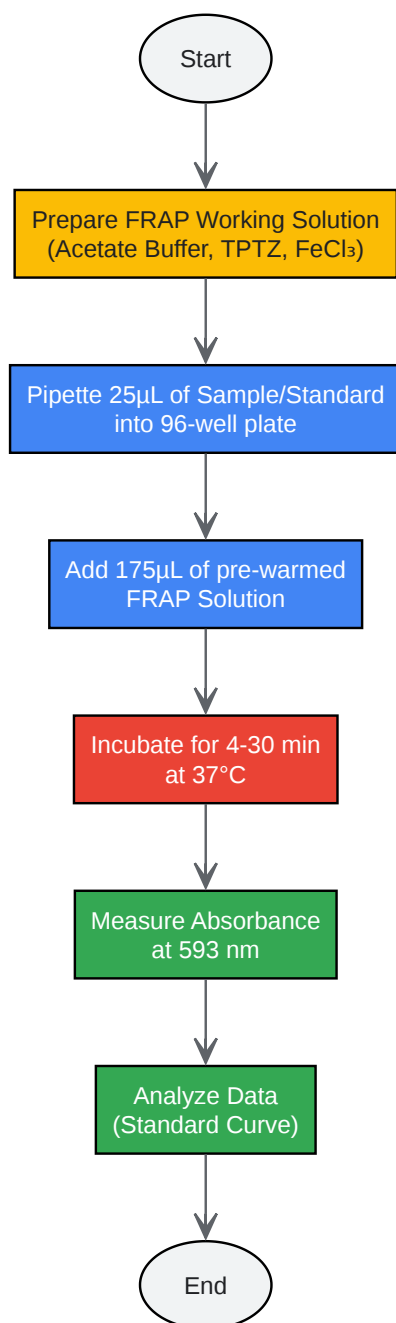 Start
Prepare FRAP Working Solution
(Acetate Buffer, TPTZ, FeCl₃)
Pipette 25µL of Sample/Standard
into 96-well plate
Add 175µL of pre-warmed
FRAP Solution
Incubate for 4-30 min
at 37°C
Measure Absorbance
at 593 nm
Analyze Data
(Standard Curve)
End